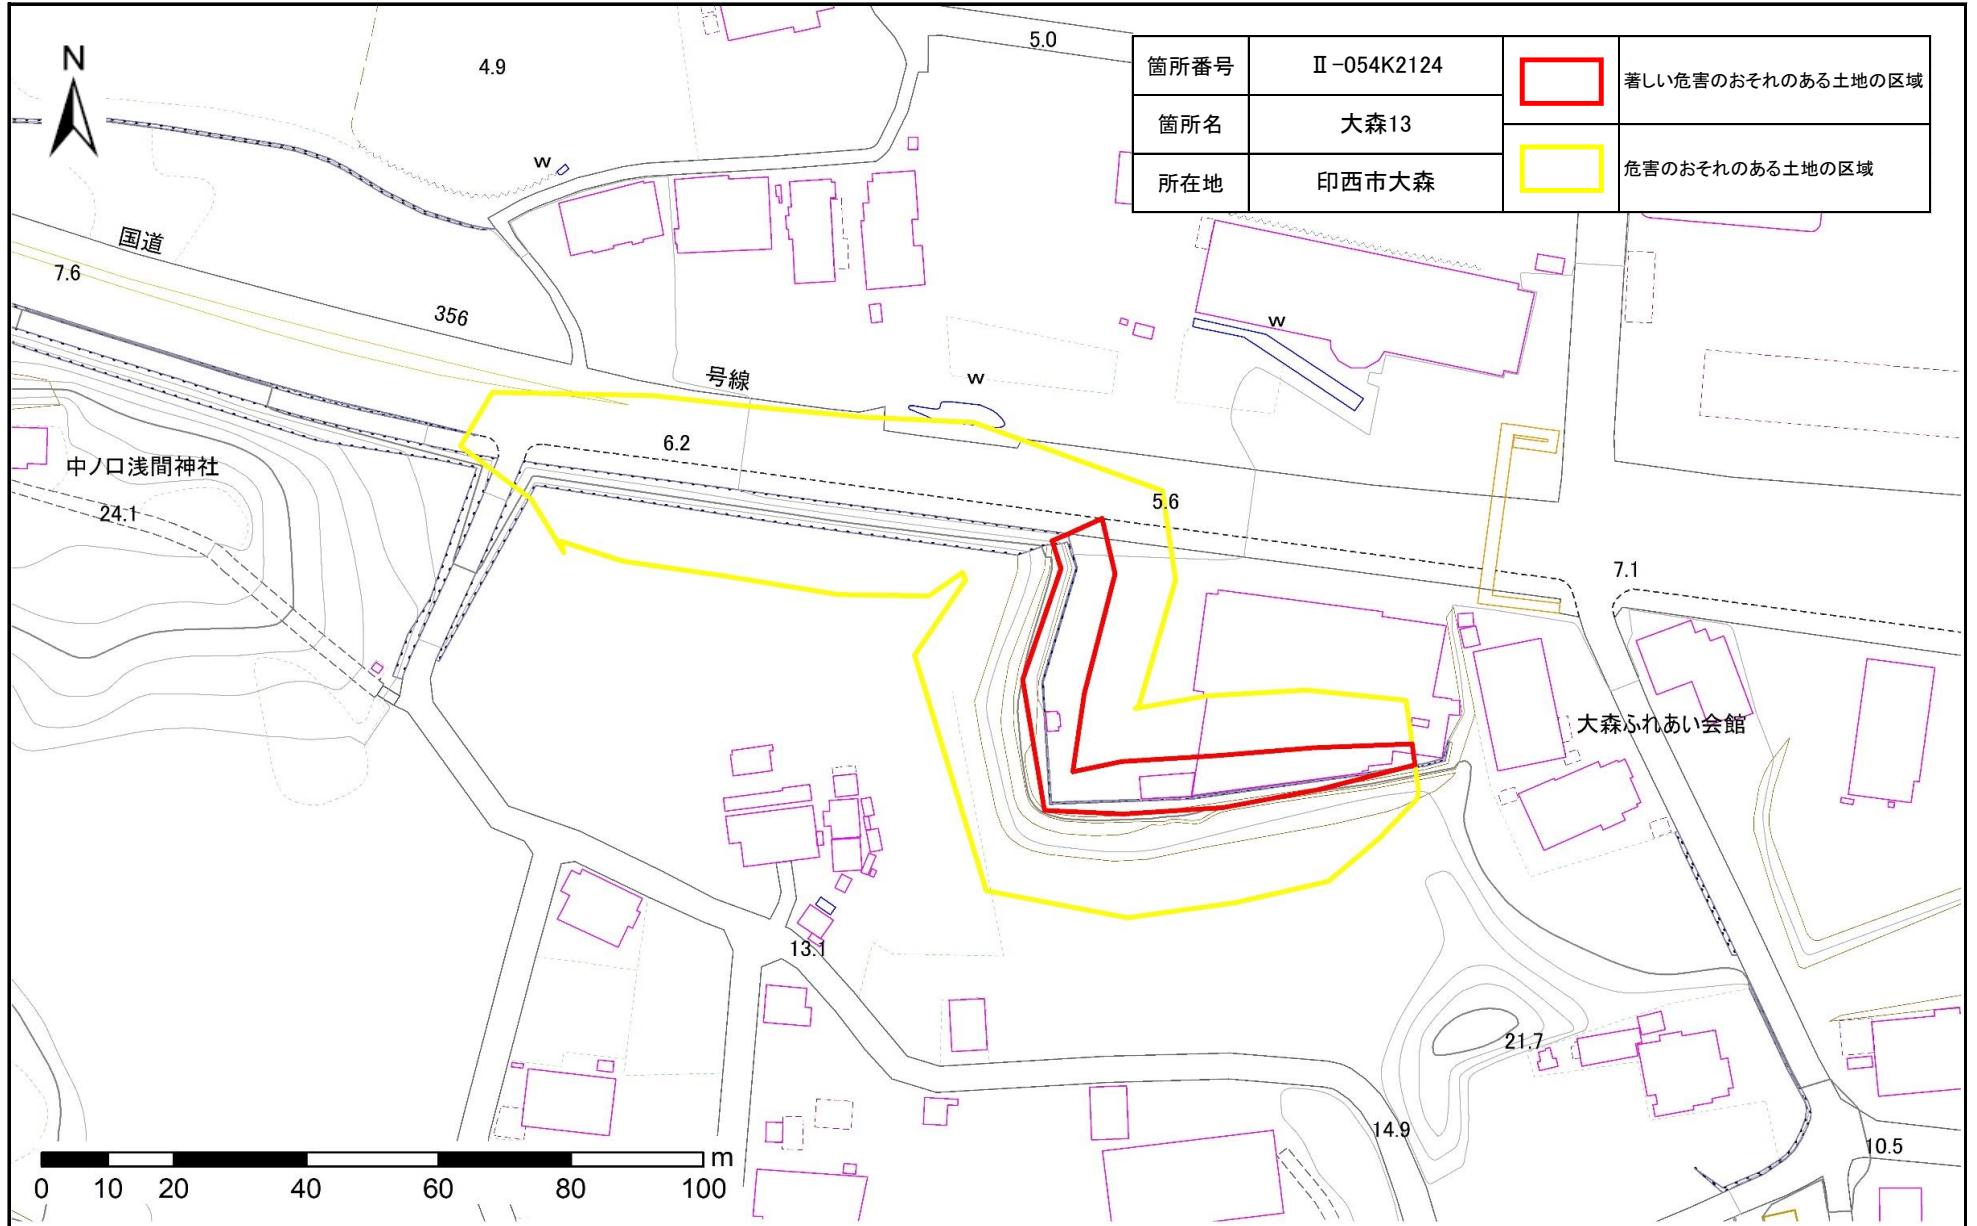 N
4.9
5.0
箇所番号
Ⅱ-054K2124
著しい危害のおそれのある土地の区域
箇所名
大森13
危害のおそれのある土地の区域
所在地
印西市大森
W
国道
7.6
356
W
号線
W
6.2
中ノ口浅間神社
24.1
5.6
7.1
大森ふれあい会館
13.1
21.7
14.9
10.5
m
0 10 20 40 60 80 100